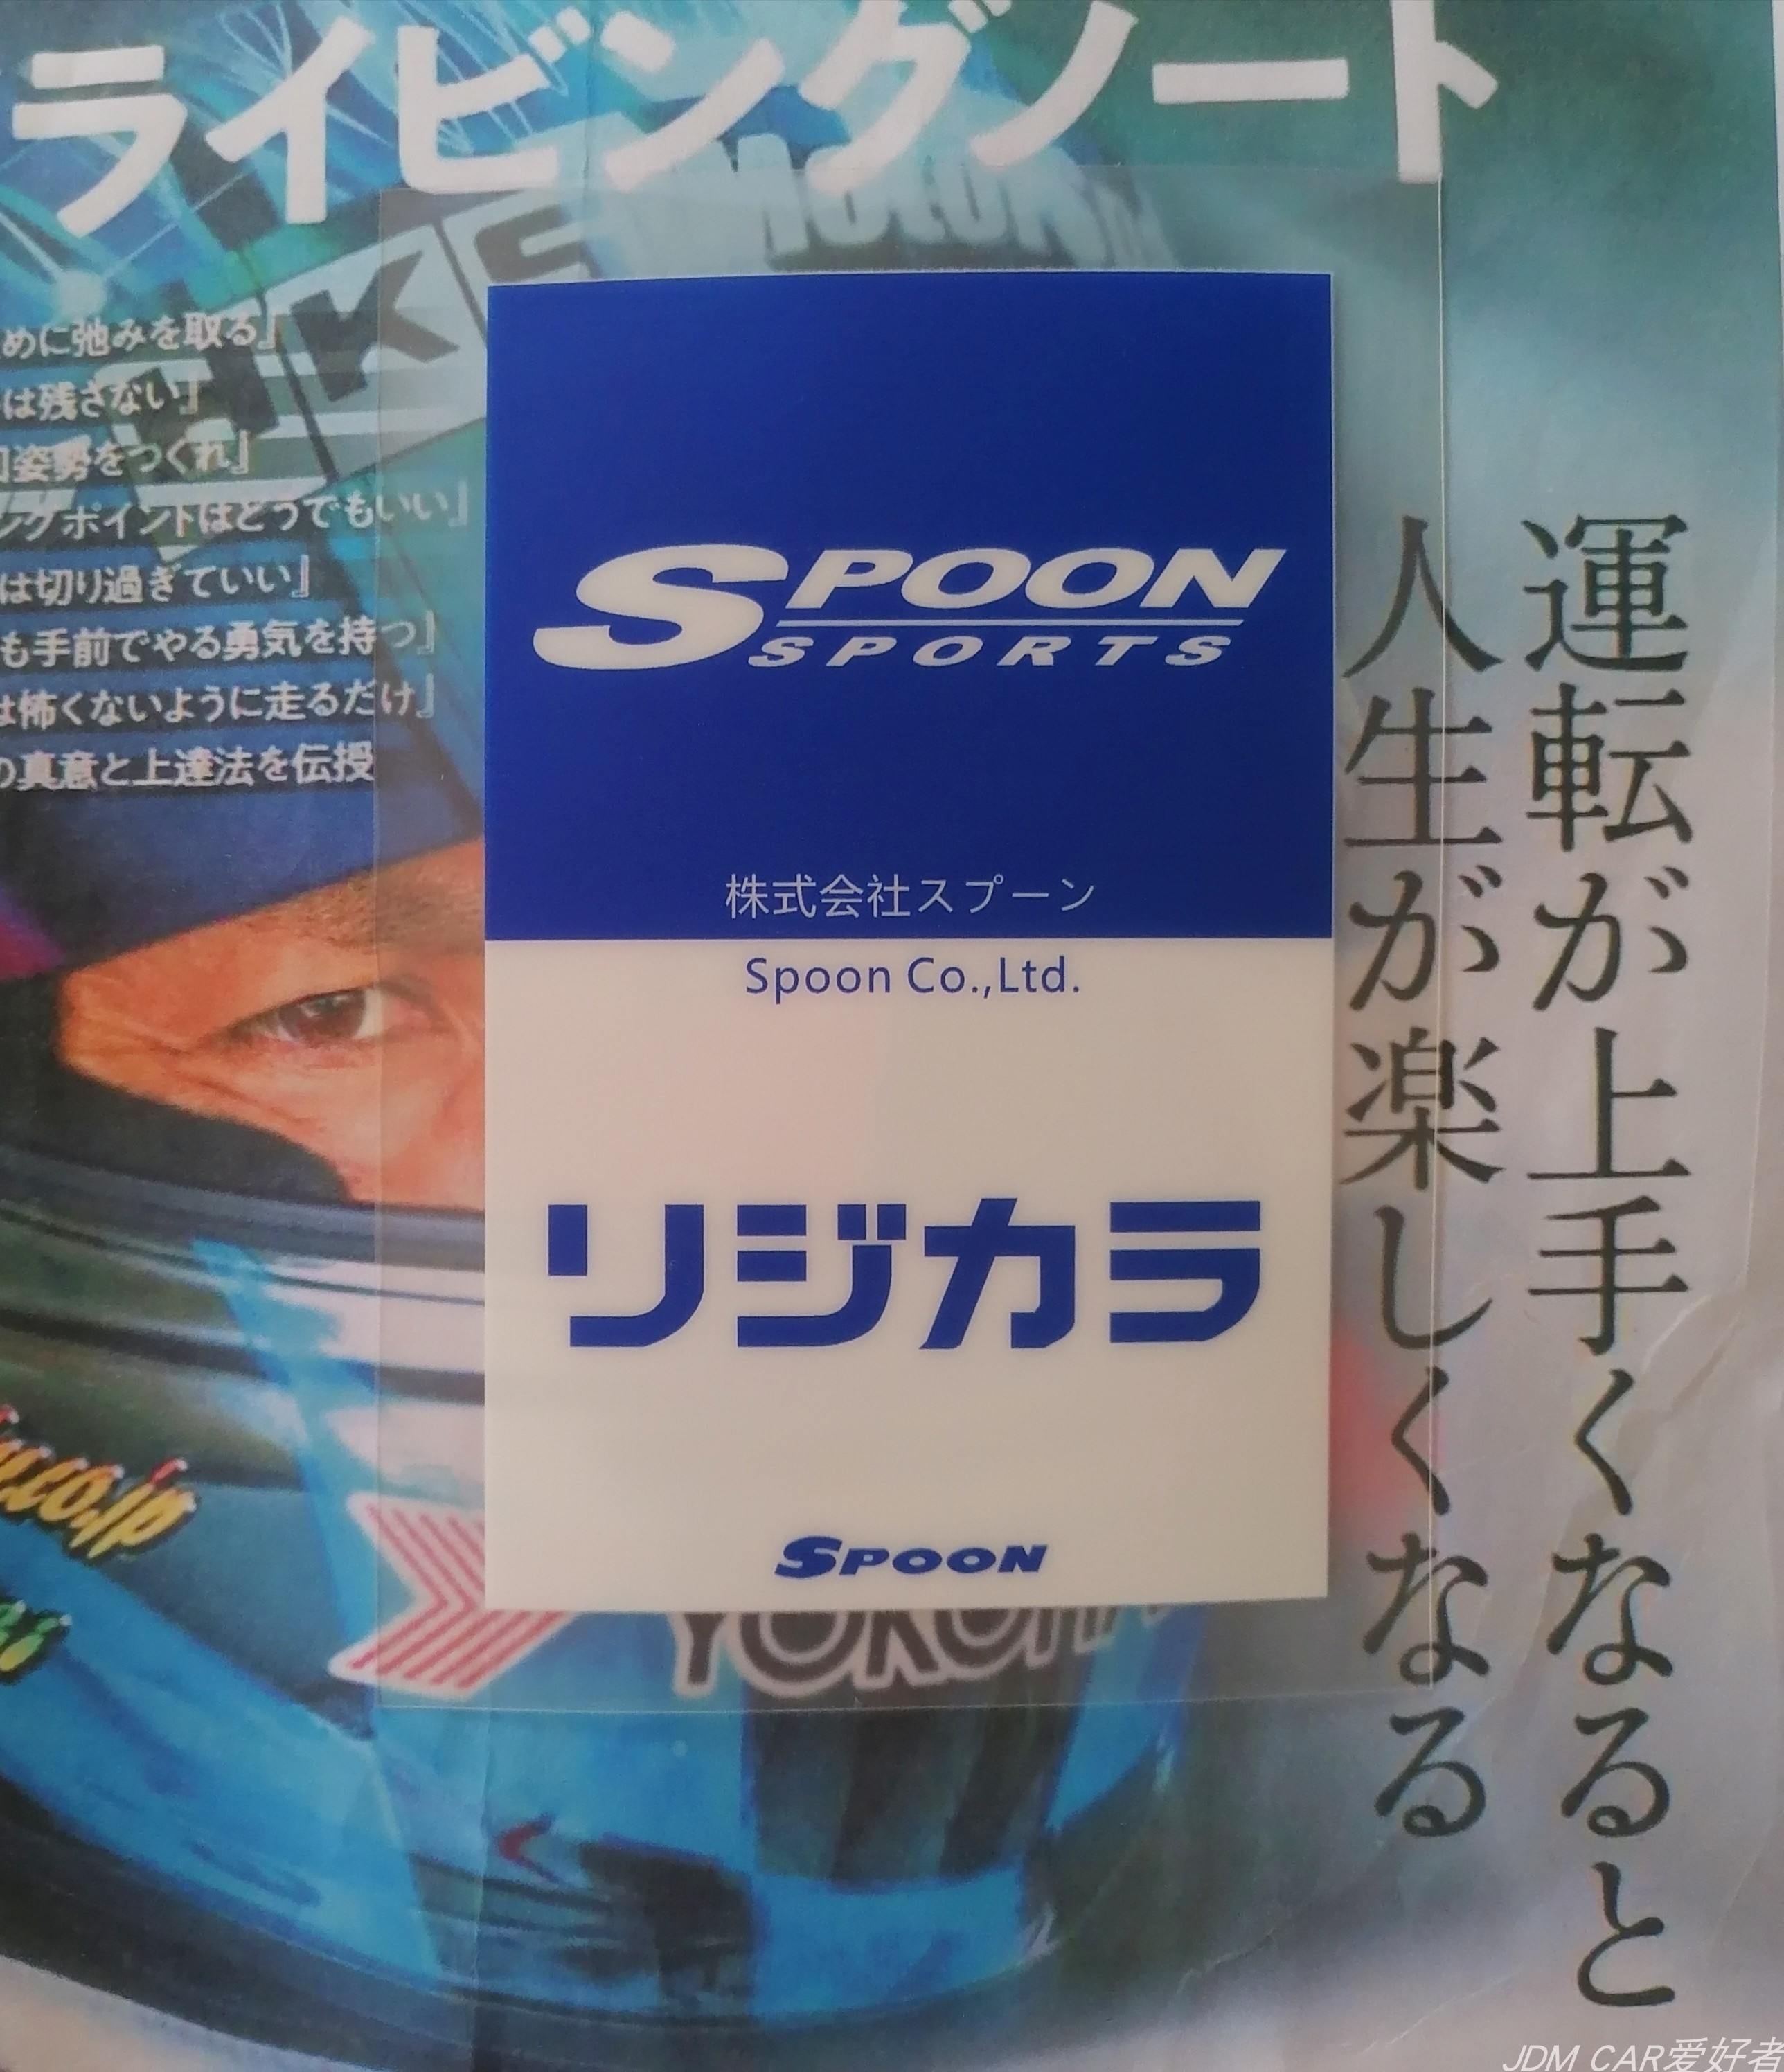 ライビングノート
HKS
Motor
めに弛みを取る』
は残さない』
姿勢をつくれ』
ングポイントはどうでもいい』
は切り過ぎていい』
も手前でやる勇気を持つ』
は怖くないように走るだけ』
の真意と上達法を伝授
運転が上手くなると
人生が楽しくなる
SPOON
SPORTS
株式会社スプーン
Spoon Co.,Ltd.
リジカラ
SPOON
.co.jp
YOKOHA
JDM CAR爱好者